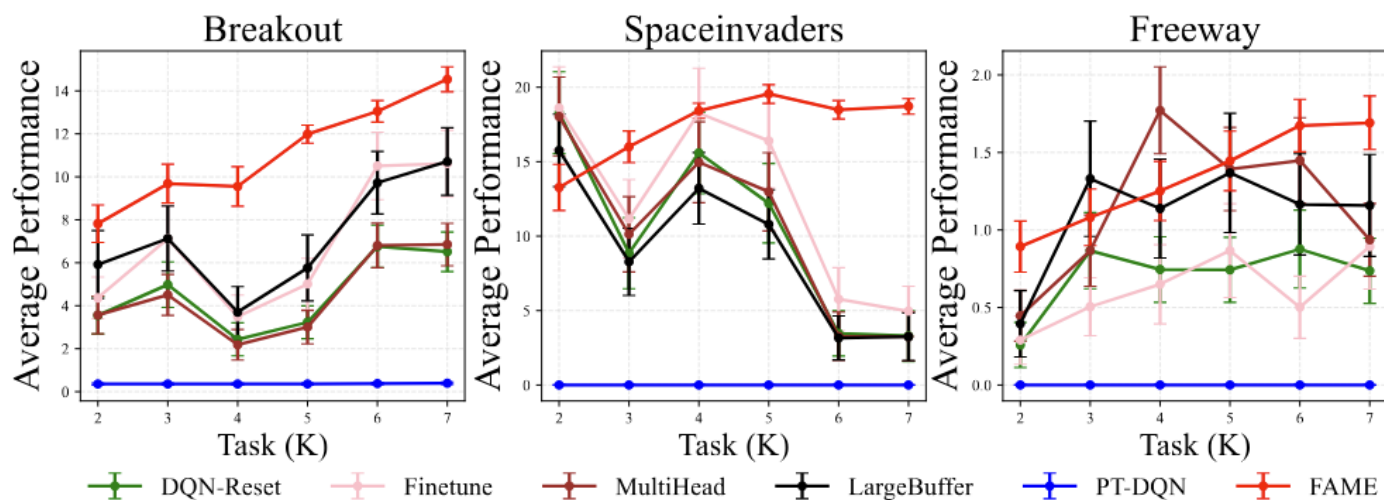 Breakout
Spaceinvaders
Freeway
Average Performance
14
12
10
8
6
4
2
0
2 3 4 5 6 7
Task (K)
Average Performance
20
15
10
5
0
2 3 4 5 6 7
Task (K)
Average Performance
2.0
1.5
1.0
0.5
0.0
2 3 4 5 6 7
Task (K)
DQN-Reset Finetune MultiHead LargeBuffer PT-DQN FAME